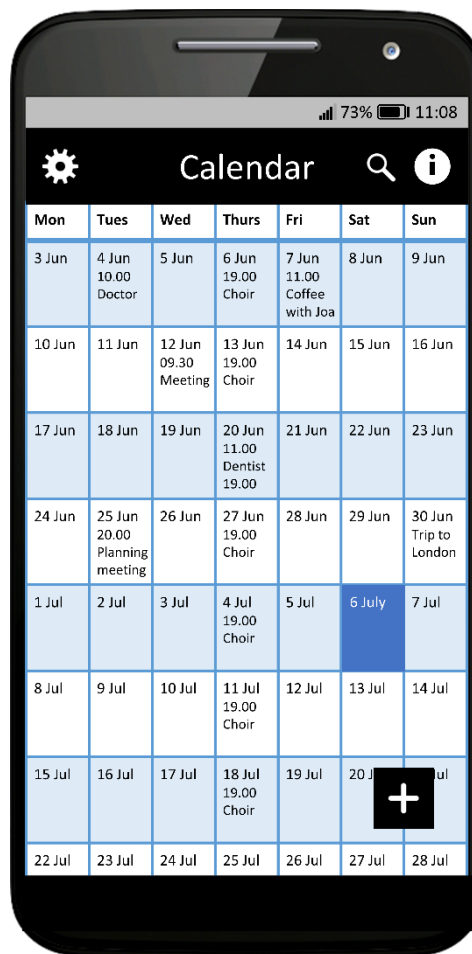 73% 11:08
Calendar i
Mon Tues Wed Thurs Fri Sat Sun
3 Jun 4 Jun 5 Jun 6 Jun 7 Jun 8 Jun 9 Jun
10.00 19.00 11.00
Doctor Choir Coffee
with Joa
10 Jun 11 Jun 12 Jun 13 Jun 14 Jun 15 Jun 16 Jun
09.30 19.00
Meeting Choir
17 Jun 18 Jun 19 Jun 20 Jun 21 Jun 22 Jun 23 Jun
11.00
Dentist
19.00
24 Jun 25 Jun 26 Jun 27 Jun 28 Jun 29 Jun 30 Jun
20.00 19.00 Trip to
Planning Choir London
meeting
1 Jul 2 Jul 3 Jul 4 Jul 5 Jul 6 July 7 Jul
19.00
Choir
8 Jul 9 Jul 10 Jul 11 Jul 12 Jul 13 Jul 14 Jul
19.00
Choir
15 Jul 16 Jul 17 Jul 18 Jul 19 Jul 20
19.00
Choir
22 Jul 23 Jul 24 Jul 25 Jul 26 Jul 27 Jul 28 Jul